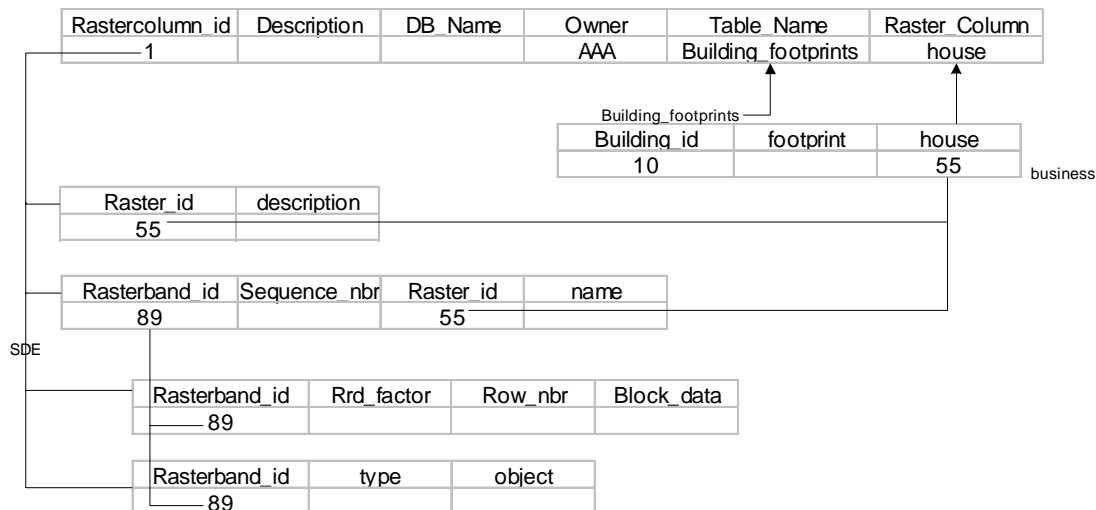 Rastercolumn_id Description DB_Name Owner Table_Name Raster_Column
1 AAA Building_footprints house
Building_footprints
Building_id footprint house
10 55
business
Raster_id description
55
Rasterband_id Sequence_nbr Raster_id name
89 55
SDE
Rasterband_id Rrd_factor Row_nbr Block_data
89
Rasterband_id type object
89